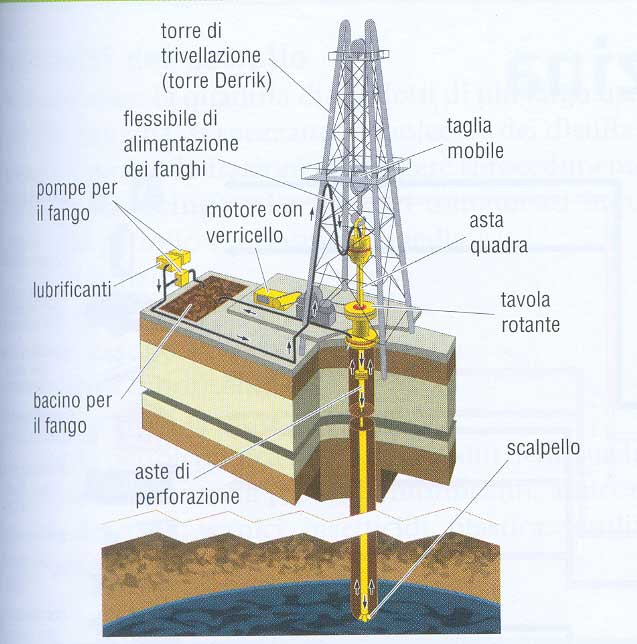 torre di
trivellazione
(torre Derrik)
flessibile di
alimentazione
dei fanghi
taglia
mobile
pompe per
il fango
motore con
verricello
asta
quadra
lubrificanti
tavola
rotante
bacino per
il fango
scalpello
aste di
perforazione